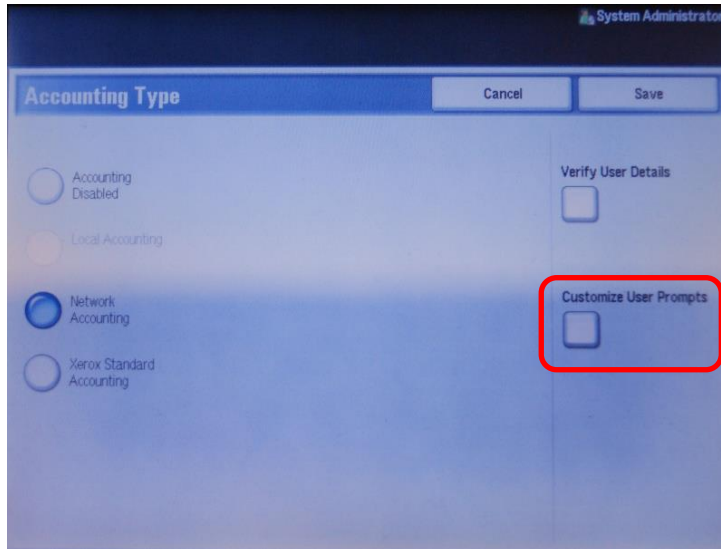 System Administrator
Accounting Type
Cancel
Save
Accounting
Disabled
Verify User Details
Local Accounting
Network
Accounting
Customize User Prompts
Xerox Standard
Accounting